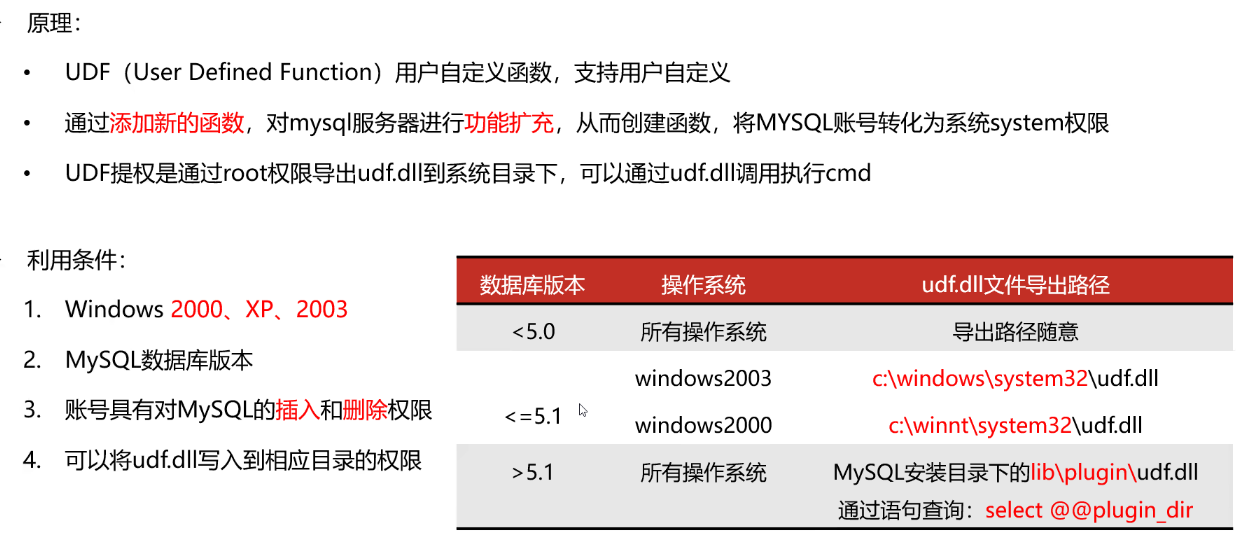 原理：
• UDF（User Defined Function）用户自定义函数，支持用户自定义
• 通过添加新的函数，对mysql服务器进行功能扩充，从而创建函数，将MYSQL账号转化为系统system权限
• UDF提权是通过root权限导出udf.dll到系统目录下，可以通过udf.dll调用执行cmd
利用条件：
1. Windows 2000、XP、2003
2. MySQL数据库版本
3. 账号具有对MySQL的插入和删除权限
4. 可以将udf.dll写入到相应目录的权限
数据库版本 操作系统 udf.dll文件导出路径
<5.0 所有操作系统 导出路径随意
<=5.1 windows2003 c:\windows\system32\udf.dll
windows2000 c:\winnt\system32\udf.dll
>5.1 所有操作系统 MySQL安装目录下的lib\plugin\udf.dll
通过语句查询：select @@plugin_dir